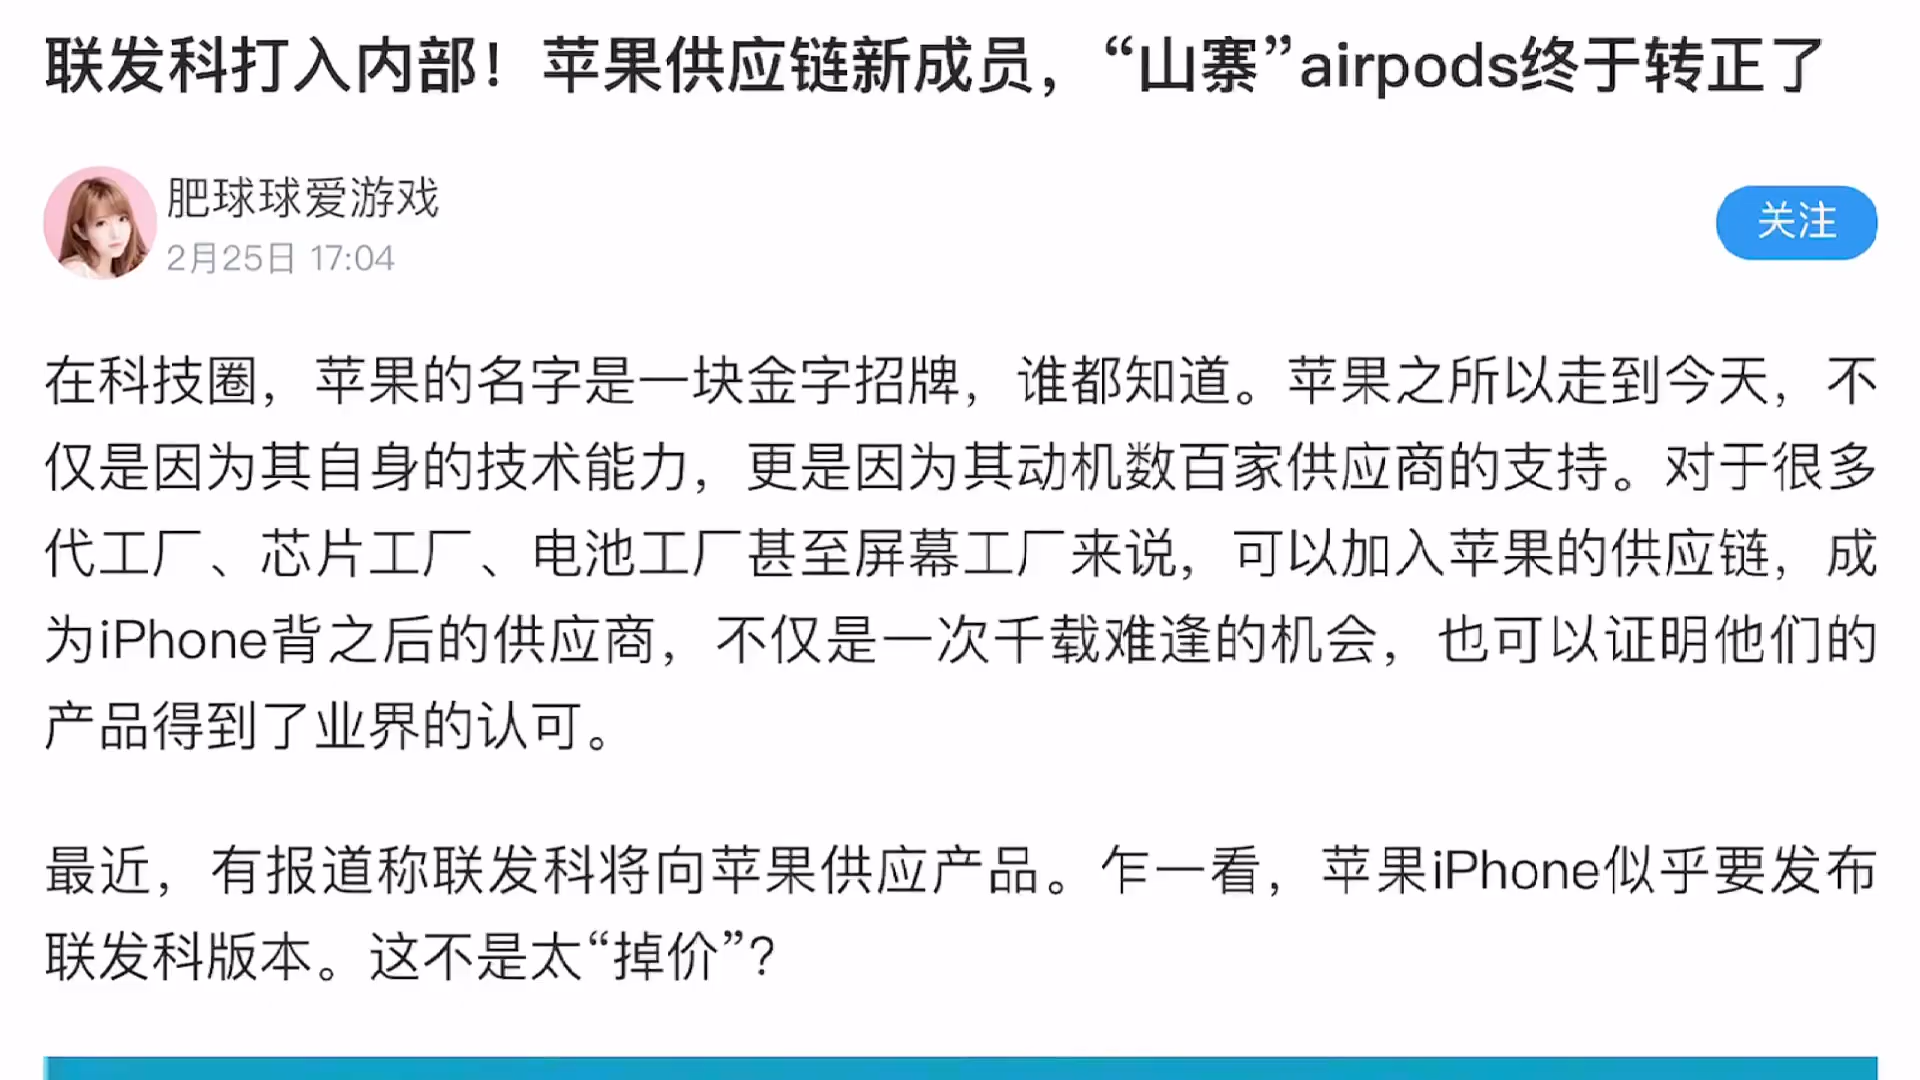 联发科打入内部！苹果供应链新成员，“山寨”airpods终于转正了
肥球球爱游戏
2月25日 17:04
关注
在科技圈，苹果的名字是一块金字招牌，谁都知道。苹果之所以走到今天，不
仅是因为其自身的技术能力，更是因为其动机数百家供应商的支持。对于很多
代工厂、芯片工厂、电池工厂甚至屏幕工厂来说，可以加入苹果的供应链，成
为iPhone背之后的供应商，不仅是一次千载难逢的机会，也可以证明他们的
产品得到了业界的认可。
最近，有报道称联发科将向苹果供应产品。乍一看，苹果iPhone似乎要发布
联发科版本。这不是太“掉价”？